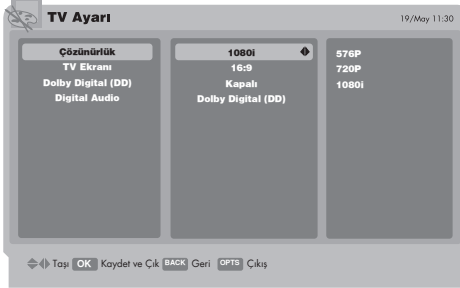 TV Ayarı
19/May 11:30
Çözünürlük
1080i
576P
TV Ekranı
16:9
720P
Dolby Digital (DD)
Kapalı
1080i
Digital Audio
Dolby Digital (DD)
Taşı OK Kaydet ve Çık BACK Geri OPTS Çıkış